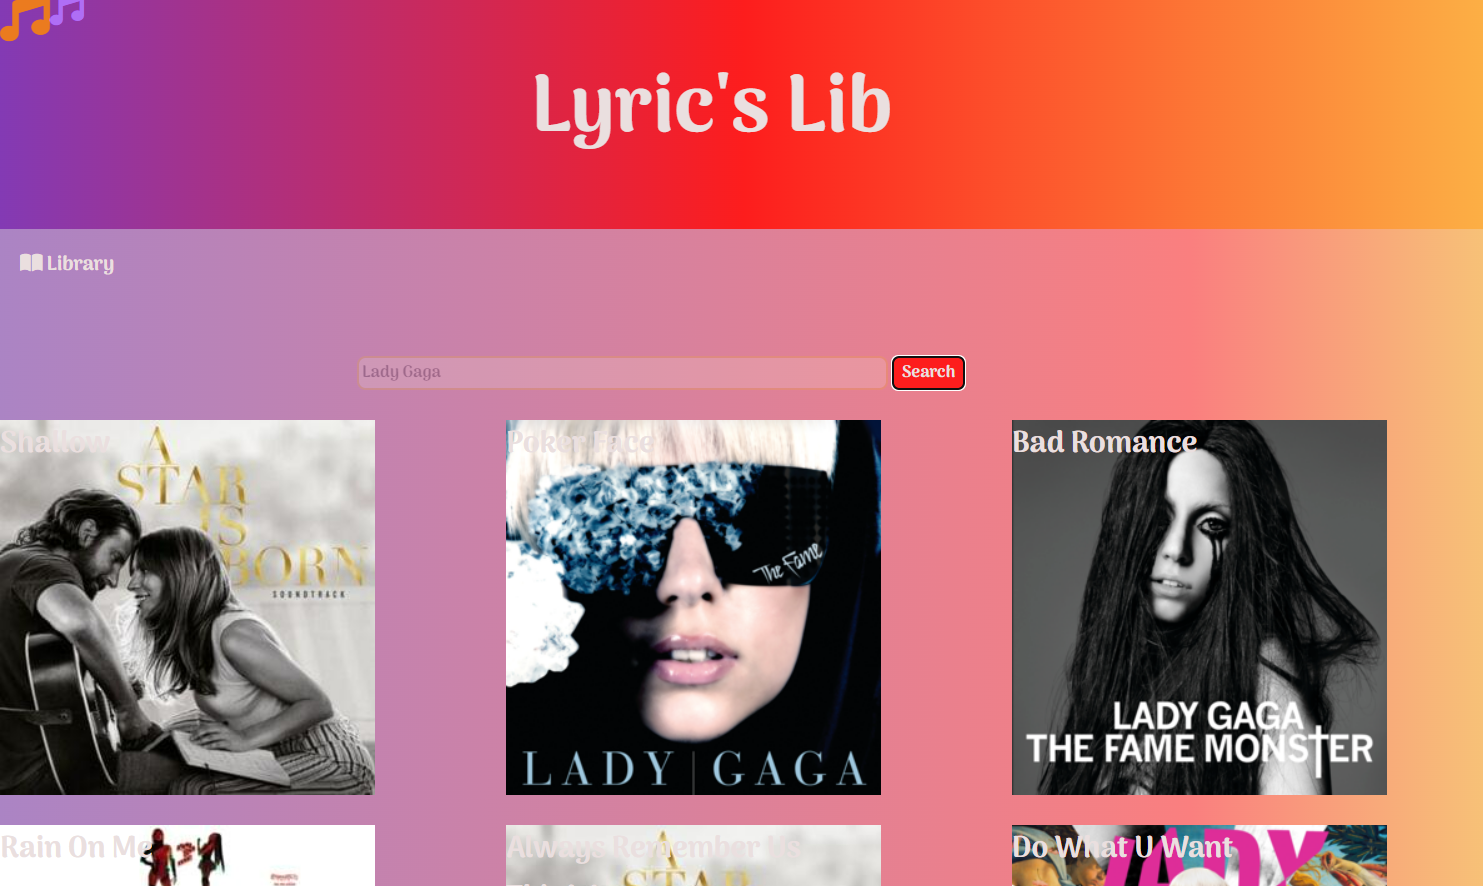 Lyric's Lib
Library
Lady Gaga
Search
Shallow
A
STAR
IS
BORN
SOUNDTRACK
Poker Face
The Fame
LADY | GAGA
Bad Romance
LADY GAGA
THE FAME MONSTER
Rain On Me
Always Remember Us
A
Do What U Want